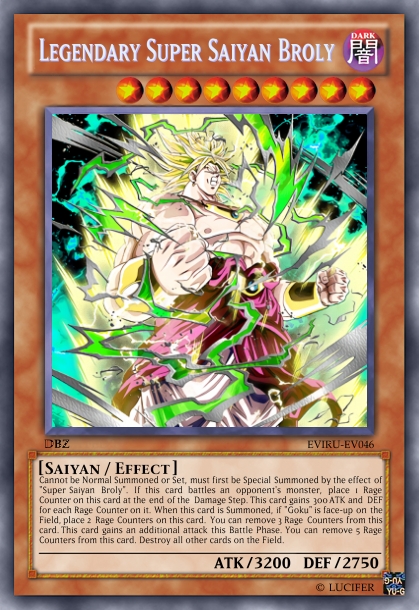 LEGENDARY SUPER SAIYAN BROLY
DARK
闇
DBZ
EVIRU-EV046
[SAIYAN / EFFECT]
Cannot be Normal Summoned or Set, must first be Special Summoned by the effect of
"Super Saiyan Broly". If this card battles an opponent's monster, place 1 Rage
Counter on this card at the end of the Damage Step. This card gains 300 ATK and DEF
for each Rage Counter on it. When this card is Summoned, if "Goku" is face-up on the
Field, place 2 Rage Counters on this card. You can remove 3 Rage Counters from this
card. This card gains an additional attack this Battle Phase. You can remove 5 Rage
Counters from this card. Destroy all other cards on the Field.
ATK/3200 DEF/2750
© LUCIFER